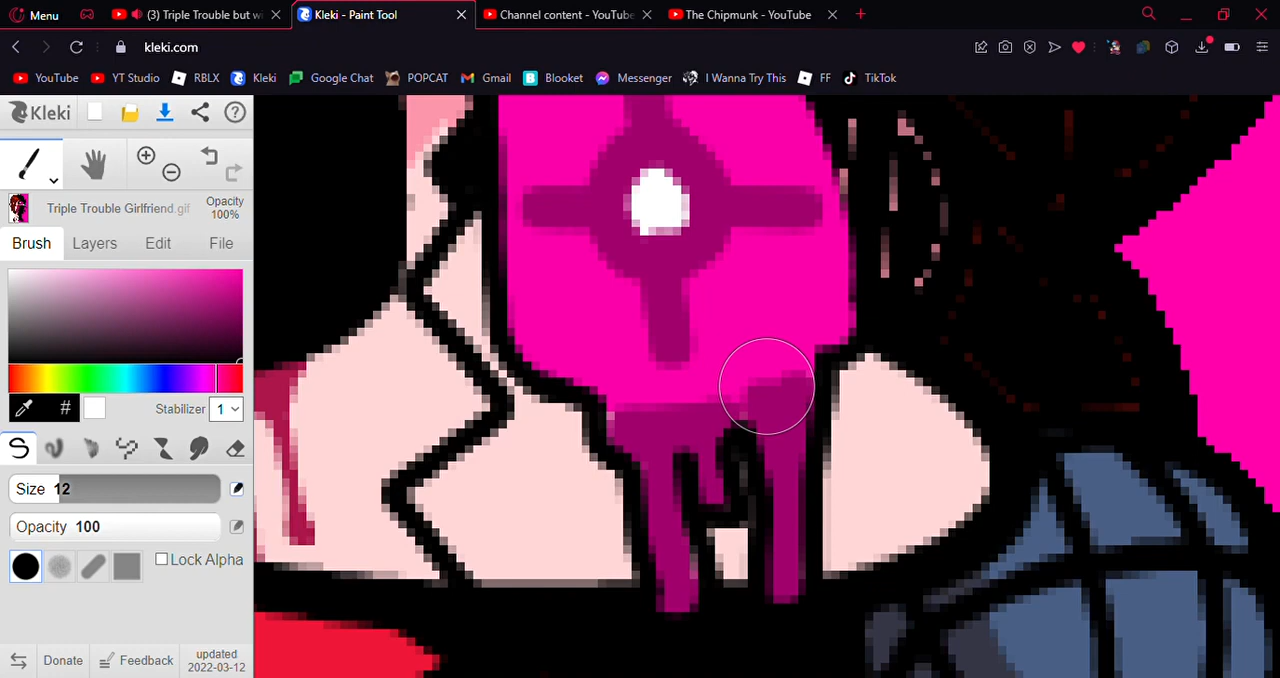 Menu
(3) Triple Trouble but wi
Kleki - Paint Tool
Channel content - YouTube
The Chipmunk - YouTube
kleki.com
YouTube
YT Studio
RBLX
Kleki
Google Chat
POPCAT
Gmail
Blooket
Messenger
I Wanna Try This
FF
TikTok
Kleki
Triple Trouble Girlfriend.gif
Opacity
100%
Brush
Layers
Edit
File
#
Stabilizer
1
Size 12
Opacity 100
Lock Alpha
Donate
Feedback
updated
2022-03-12